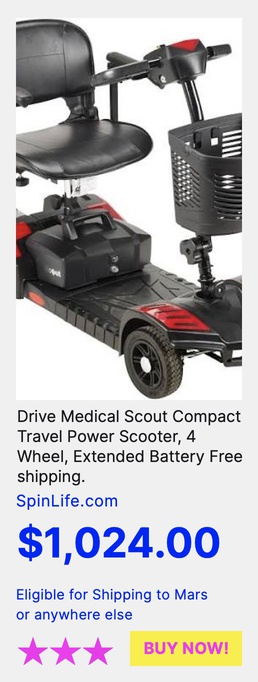 Scout
Drive Medical Scout Compact
Travel Power Scooter, 4
Wheel, Extended Battery Free
shipping.
SpinLife.com
$1,024.00
Eligible for Shipping to Mars
or anywhere else
BUY NOW!